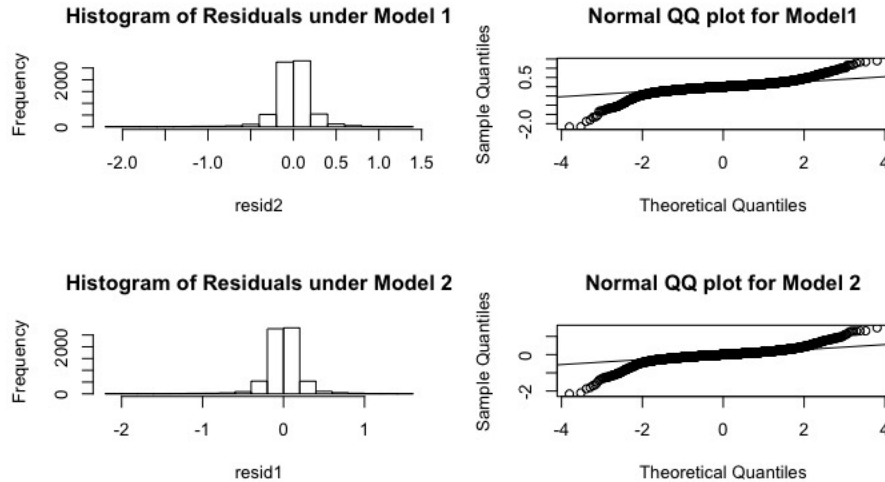 Histogram of Residuals under Model 1
Frequency
0 2000
-2.0 -1.0 0.0 0.5 1.0 1.5
resid2
Normal QQ plot for Model1
Sample Quantiles
-2.0 0.5
-4 -2 0 2 4
Theoretical Quantiles
Histogram of Residuals under Model 2
Frequency
0 2000
-2 -1 0 1
resid1
Normal QQ plot for Model 2
Sample Quantiles
-2 0
-4 -2 0 2 4
Theoretical Quantiles